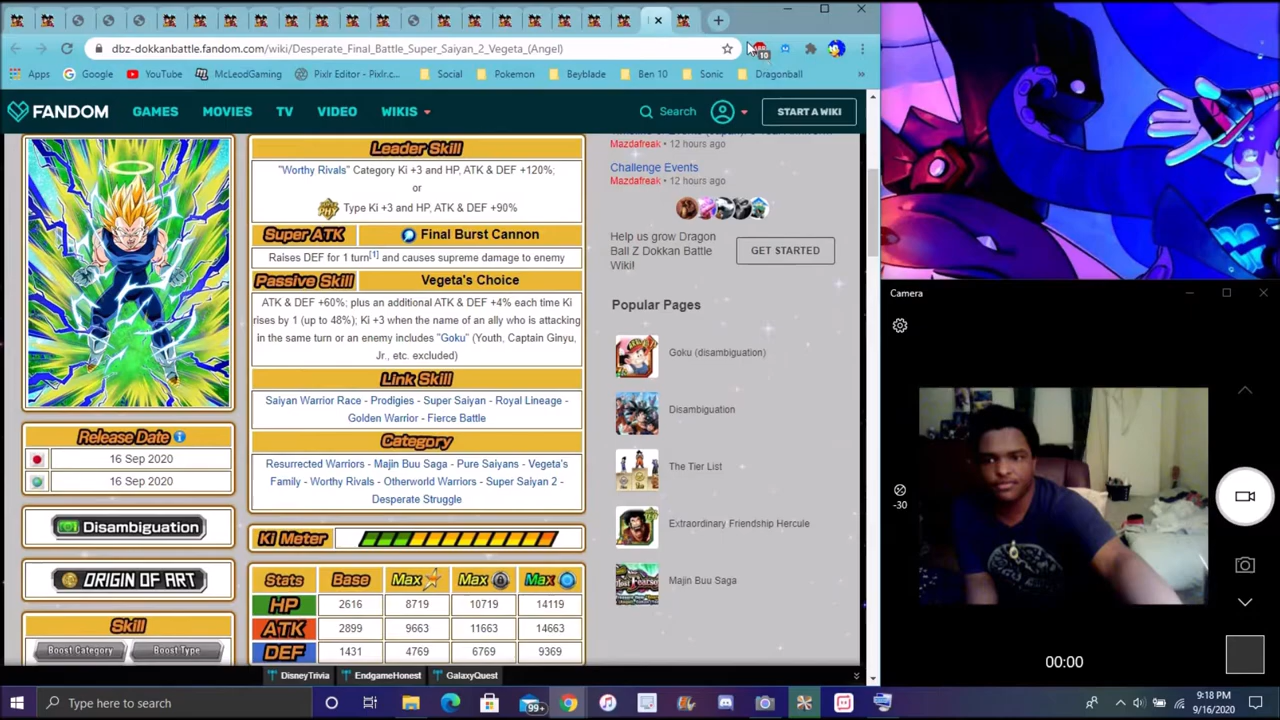 dbz-dokkanbattle.fandom.com/wiki/Desperate_Final_Battle_Super_Saiyan_2_Vegeta_(Angel)
10
Apps Google YouTube McLeodGaming Pixlr Editor - Pixlr.c... Social Pokemon Beyblade Ben 10 Sonic Dragonball »
FANDOM GAMES MOVIES TV VIDEO WIKIS Search START A WIKI
Leader Skill
"Worthy Rivals" Category Ki +3 and HP, ATK & DEF +120%;
or
PHY Type Ki +3 and HP, ATK & DEF +90%
Super ATK Final Burst Cannon
Raises DEF for 1 turn[1] and causes supreme damage to enemy
Passive Skill Vegeta's Choice
ATK & DEF +60%; plus an additional ATK & DEF +4% each time Ki
rises by 1 (up to 48%); Ki +3 when the name of an ally who is attacking
in the same turn or an enemy includes "Goku" (Youth, Captain Ginyu,
Jr., etc. excluded)
Link Skill
Saiyan Warrior Race - Prodigies - Super Saiyan - Royal Lineage -
Golden Warrior - Fierce Battle
Category
Resurrected Warriors - Majin Buu Saga - Pure Saiyans - Vegeta's
Family - Worthy Rivals - Otherworld Warriors - Super Saiyan 2 -
Desperate Struggle
Ki Meter
Stats Base Max Max Max
HP 2616 8719 10719 14119
ATK 2899 9663 11663 14663
DEF 1431 4769 6769 9369
Release Date
16 Sep 2020
16 Sep 2020
Disambiguation
ORIGIN OF ART
Skill
Boost Category Boost Type
Mazdafreak • 12 hours ago
Challenge Events
Mazdafreak • 12 hours ago
Help us grow Dragon
Ball Z Dokkan Battle
Wiki!
GET STARTED
Popular Pages
Goku (disambiguation)
Disambiguation
The Tier List
Extraordinary Friendship Hercule
Majin Buu Saga
DisneyTrivia EndgameHonest GalaxyQuest
Camera
-30
00:00
Type here to search
99+
9:18 PM
9/16/2020